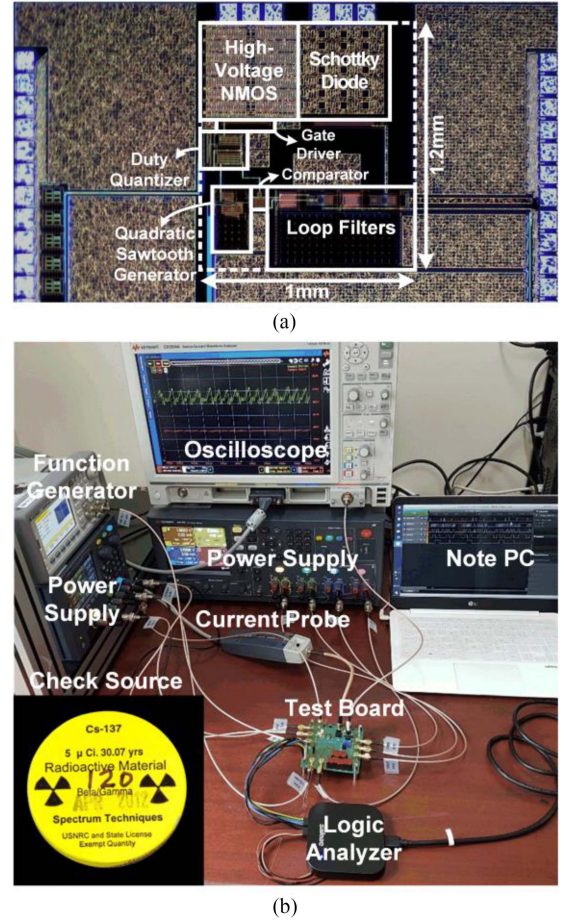 High-
Voltage
NMOS
Schottky
Diode
Gate
Driver
Duty
Quantizer
Comparator
Quadratic
Sawtooth
Generator
Loop Filters
1.2mm
1mm
(a)
Oscilloscope
Function
Generator
Power Supply
Note PC
Power
Supply
Current Probe
Check Source
Test Board
Cs-137
5 μ Ci. 30.07 yrs
Radioactive Material
120
Beta/Gamma
APR 2012
Spectrum Techniques
USNRC and State License
Exempt Quantity
LG
Logic
Analyzer
(b)